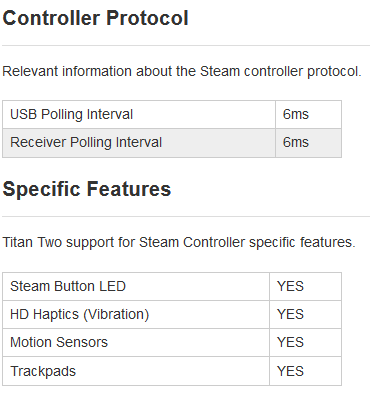 Controller Protocol
Relevant information about the Steam controller protocol.
USB Polling Interval 6ms
Receiver Polling Interval 6ms
Specific Features
Titan Two support for Steam Controller specific features.
Steam Button LED YES
HD Haptics (Vibration) YES
Motion Sensors YES
Trackpads YES